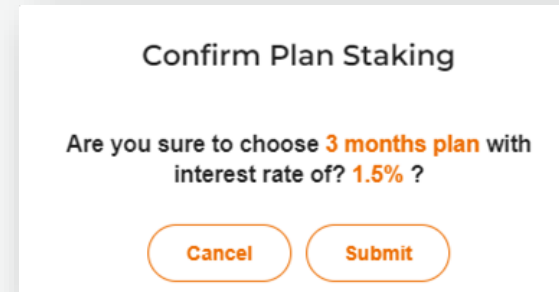 Confirm Plan Staking
Are you sure to choose 3 months plan with
interest rate of? 1.5% ?
Cancel
Submit